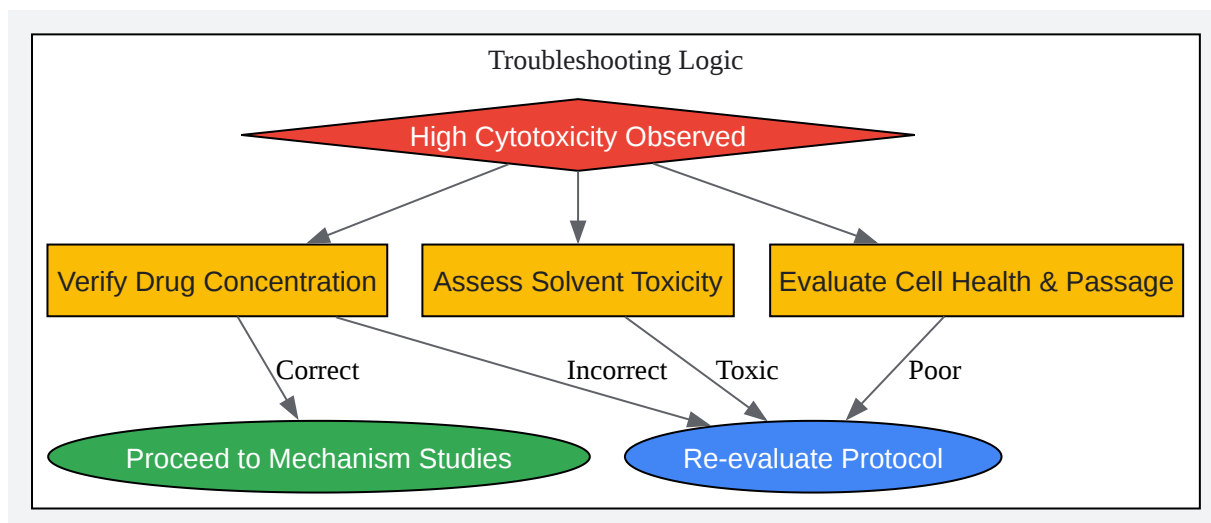 Troubleshooting Logic
High Cytotoxicity Observed
Verify Drug Concentration
Assess Solvent Toxicity
Evaluate Cell Health & Passage
Correct
Incorrect
Toxic
Poor
Proceed to Mechanism Studies
Re-evaluate Protocol